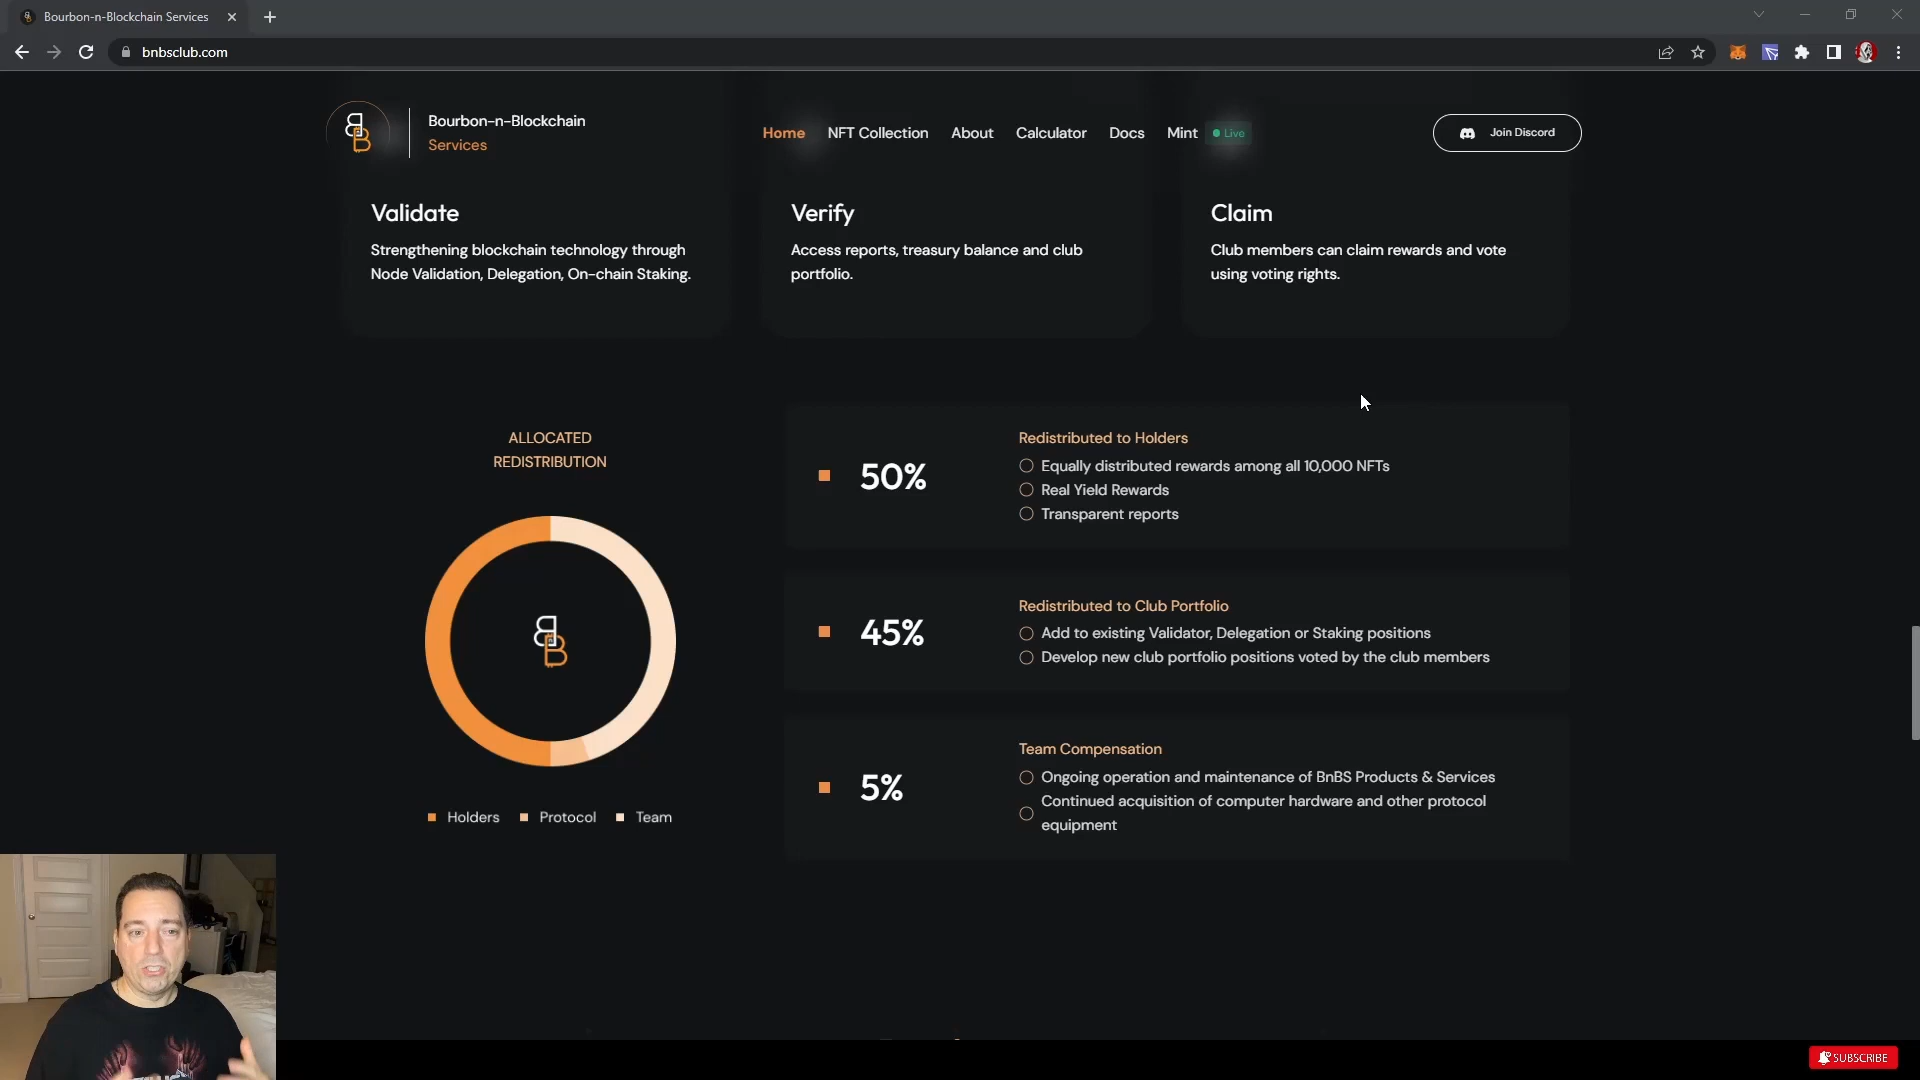 Bourbon-n-Blockchain Services
bnbsclub.com
Bourbon-n-Blockchain
Services
Home
NFT Collection
About
Calculator
Docs
Mint
Live
Join Discord
Validate
Strengthening blockchain technology through
Node Validation, Delegation, On-chain Staking.
Verify
Access reports, treasury balance and club
portfolio.
Claim
Club members can claim rewards and vote
using voting rights.
ALLOCATED
REDISTRIBUTION
Holders
Protocol
Team
50%
Redistributed to Holders
Equally distributed rewards among all 10,000 NFTs
Real Yield Rewards
Transparent reports
45%
Redistributed to Club Portfolio
Add to existing Validator, Delegation or Staking positions
Develop new club portfolio positions voted by the club members
5%
Team Compensation
Ongoing operation and maintenance of BnBS Products & Services
Continued acquisition of computer hardware and other protocol
equipment
SUBSCRIBE